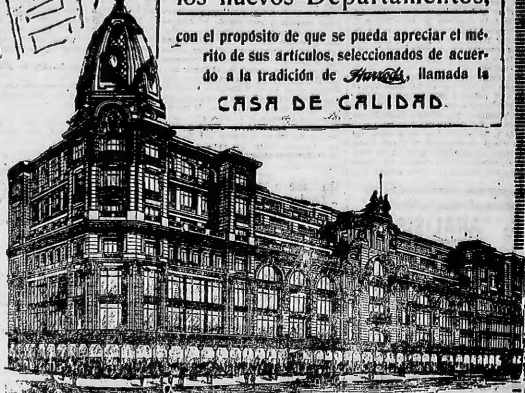 los nuevos Departamentos,
con el propósito de que se pueda apreciar el mé-
rito de sus artículos, seleccionados de acuer-
do a la tradición de Harrods, llamada la
CASA DE CALIDAD.